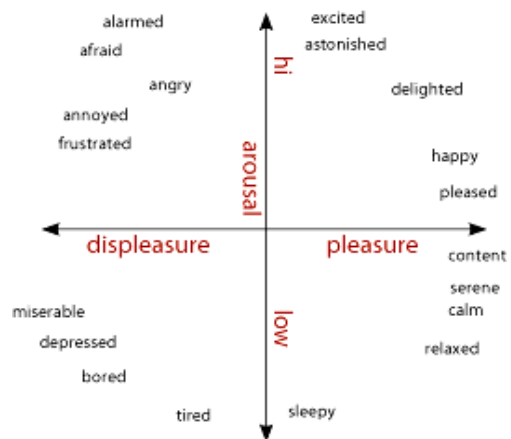 alarmed
excited
afraid
astonished
hi
angry
delighted
annoyed
frustrated
arousal
happy
pleased
displeasure
pleasure
content
serene
miserable
calm
low
depressed
relaxed
bored
tired
sleepy